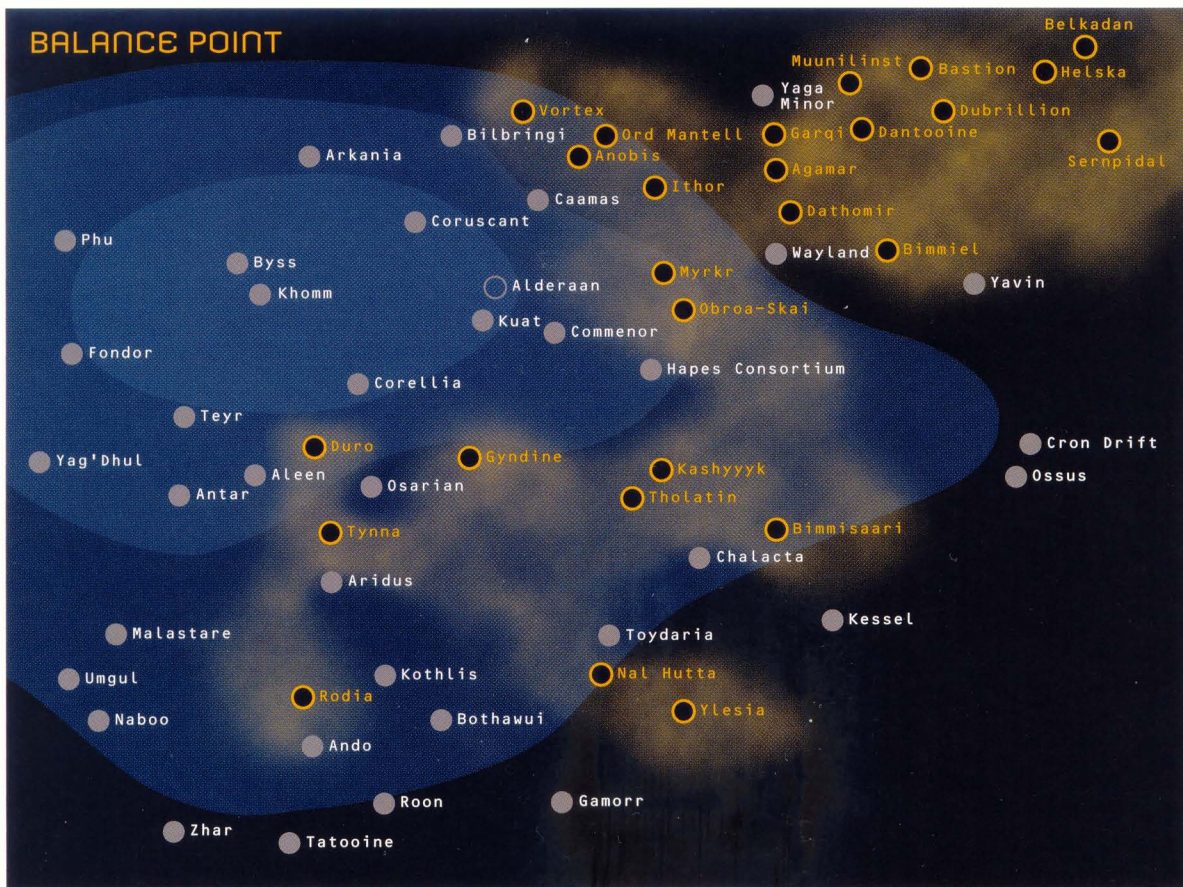 BALANCE POINT
Belkadan
Muunilinst
Bastion
Helska
Yaga
Minor
Vortex
Dubrillion
Bilbringi
Ord Mantell
Garqi
Dantooine
Arkania
Anobis
Sernpidal
Agamar
Ithor
Caamas
Dathomir
Coruscant
Phu
Wayland
Bimmiel
Byss
Myrkr
Yavin
Alderaan
Khomm
Obroa-Skai
Kuat
Commenor
Fondor
Hapes Consortium
Corellia
Teyr
Cron Drift
Duro
Gyndine
Yag'Dhul
Kashyyyk
Aleen
Ossus
Osarian
Antar
Tholatin
Bimmisaari
Tynna
Chalacta
Aridus
Kessel
Malastare
Toydaria
Nal Hutta
Kothlis
Umgul
Rodia
Ylesia
Naboo
Bothawui
Ando
Roon
Gamorr
Zhar
Tatooine